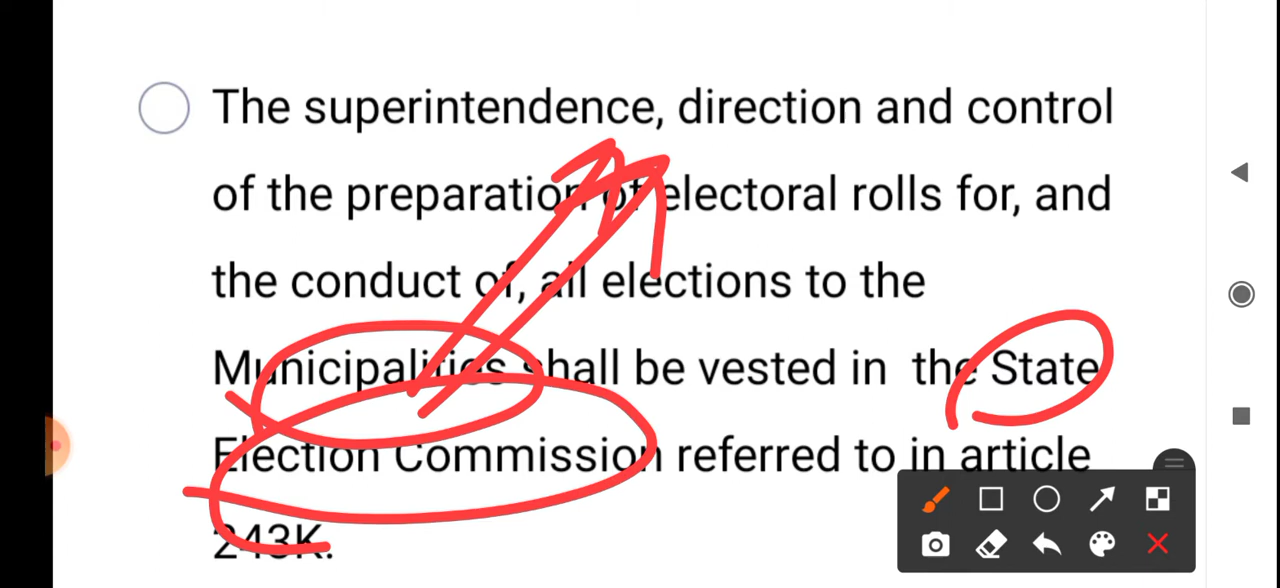 The superintendence, direction and control
of the preparation of electoral rolls for, and
the conduct of, all elections to the
Municipalities shall be vested in the State
Election Commission referred to in article
243K.